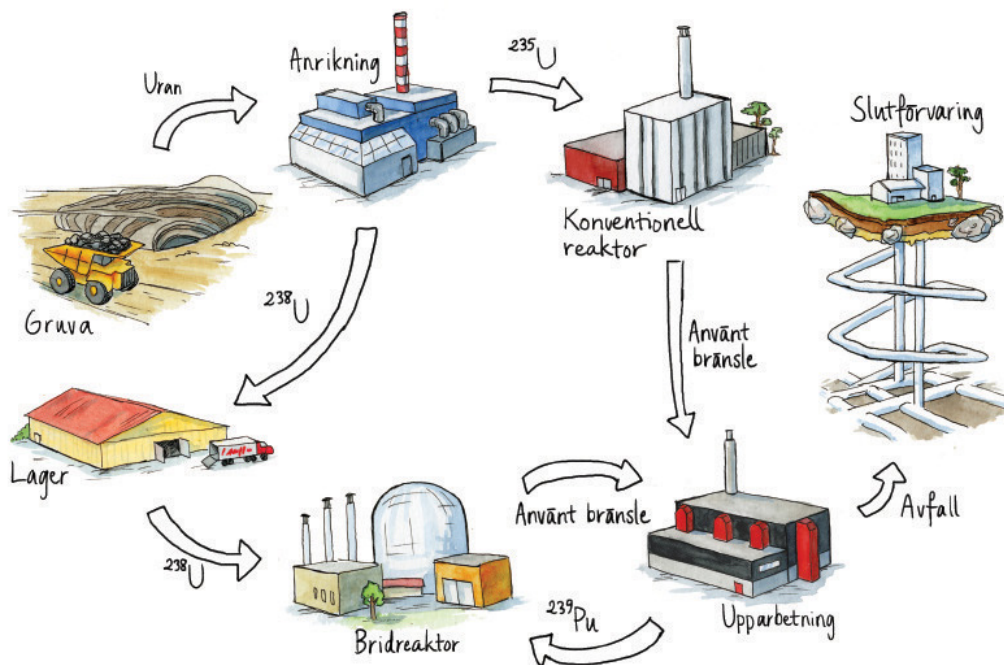 Uran
Anrikning
²³⁵U
Slutförvaring
Konventionell
reaktor
Gruva
²³⁸U
Använt
bränsle
Lager
Använt bränsle
Avfall
²³⁸U
²³⁹Pu
Upparbetning
Bridreaktor